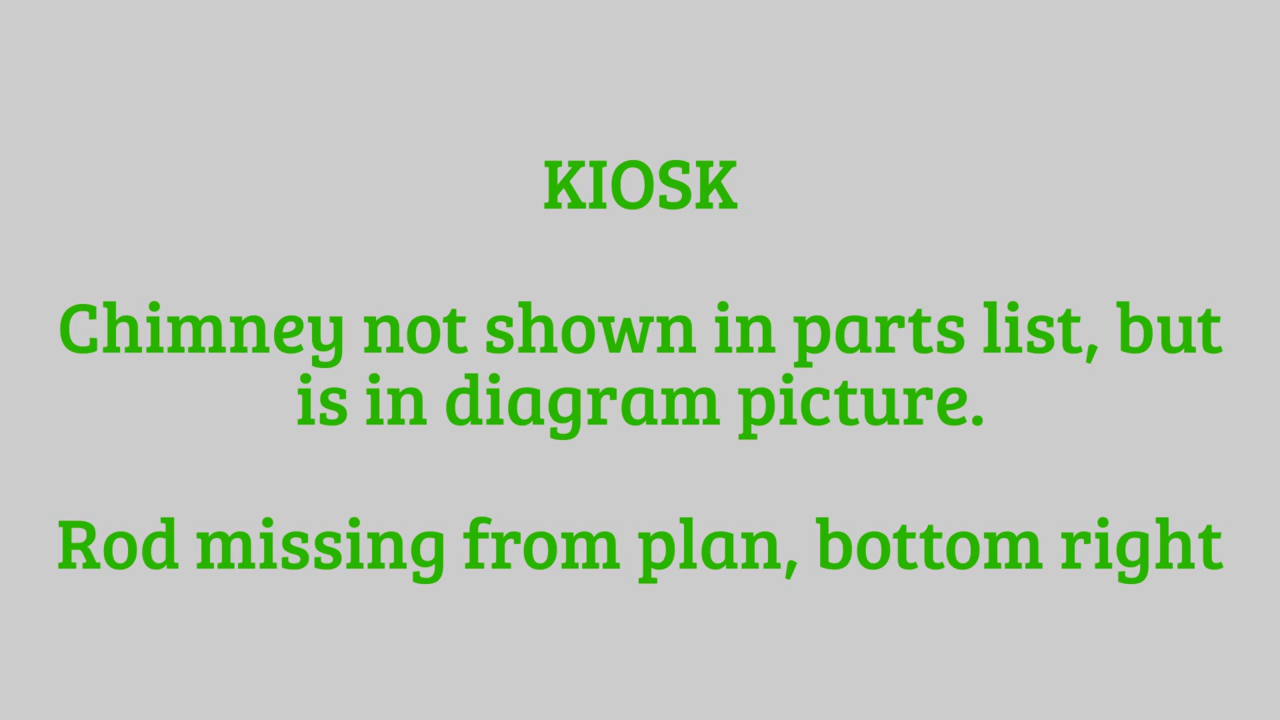 KIOSK
Chimney not shown in parts list, but
is in diagram picture.
Rod missing from plan, bottom right